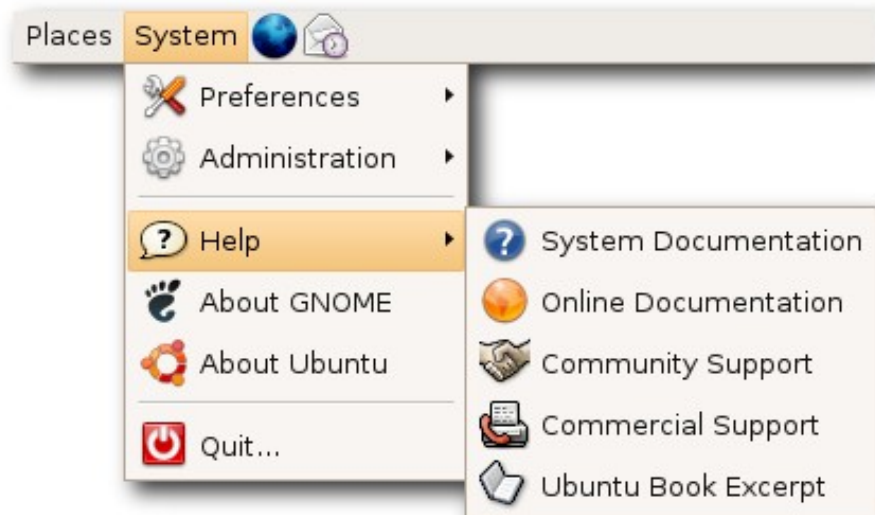 Places System
Preferences
Administration
Help
About GNOME
About Ubuntu
Quit...
System Documentation
Online Documentation
Community Support
Commercial Support
Ubuntu Book Excerpt